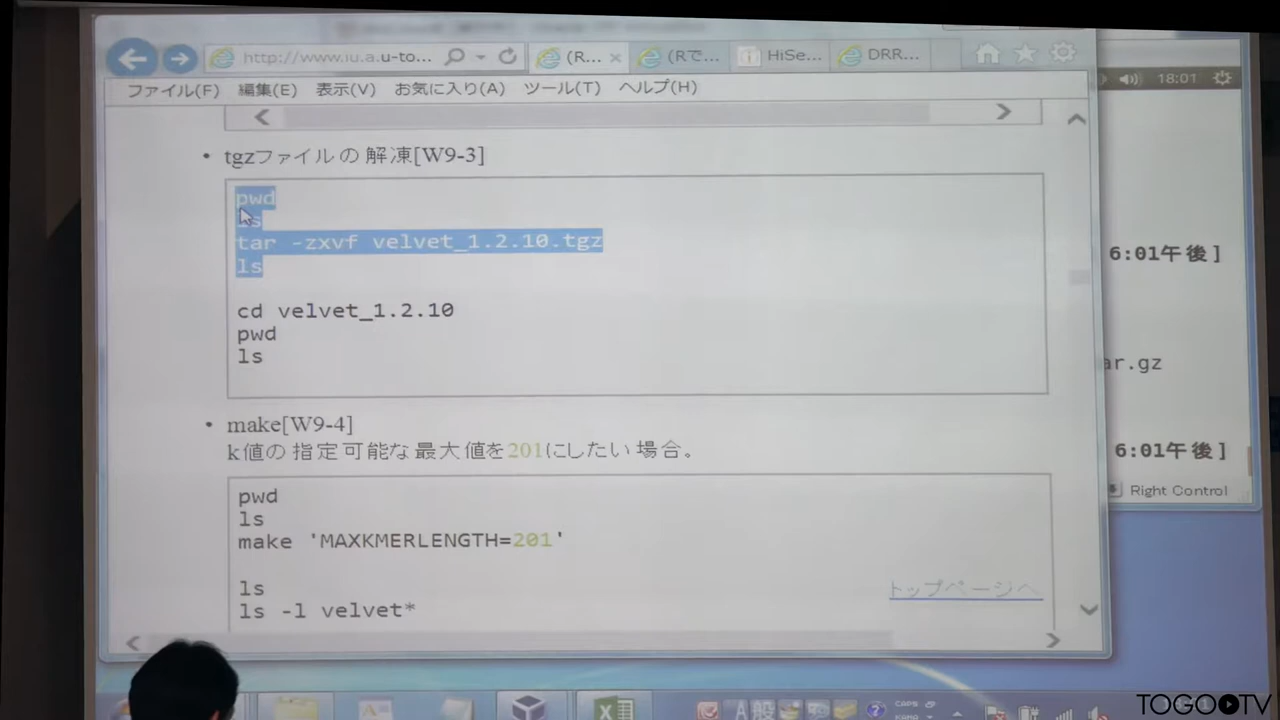 http://www.iu.a.u-to...
(R...
(Rで...
HiSe...
DRR...
ファイル(F)
編集(E)
表示(V)
お気に入り(A)
ツール(T)
ヘルプ(H)
18:01
• tgzファイルの解凍[W9-3]
pwd
ls
tar -zxvf velvet_1.2.10.tgz
ls
cd velvet_1.2.10
pwd
ls
6:01午後]
ar.gz
6:01午後]
Right Control
• make[W9-4]
k値の指定可能な最大値を201にしたい場合。
pwd
ls
make 'MAXKMERLENGTH=201'
ls
ls -l velvet*
トップページへ
A般
CAPS
KANA
TOGOTV